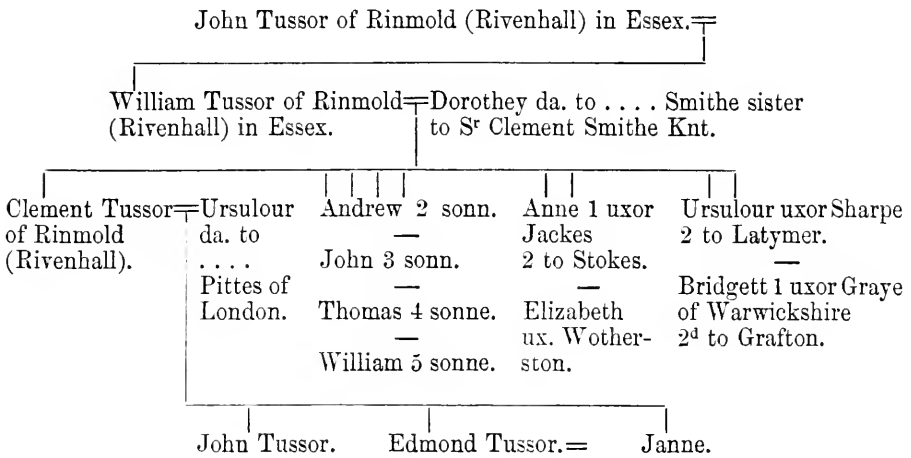 John Tussor of Rinmold (Rivenhall) in Essex.=
William Tussor of Rinmold=Dorothey da. to . . . . Smithe sister
(Rivenhall) in Essex. to Sr Clement Smithe Knt.
Clement Tussor=Ursulour
of Rinmold da. to
(Rivenhall). . . . .
Pittes of
London.
Andrew 2 sonn.
—
John 3 sonn.
—
Thomas 4 sonne.
—
William 5 sonne.
Anne 1 uxor
Jackes
2 to Stokes.
—
Elizabeth
ux. Wother-
ston.
Ursulour uxor Sharpe
2 to Latymer.
—
Bridgett 1 uxor Graye
of Warwickshire
2d to Grafton.
John Tussor. Edmond Tussor.= Janne.